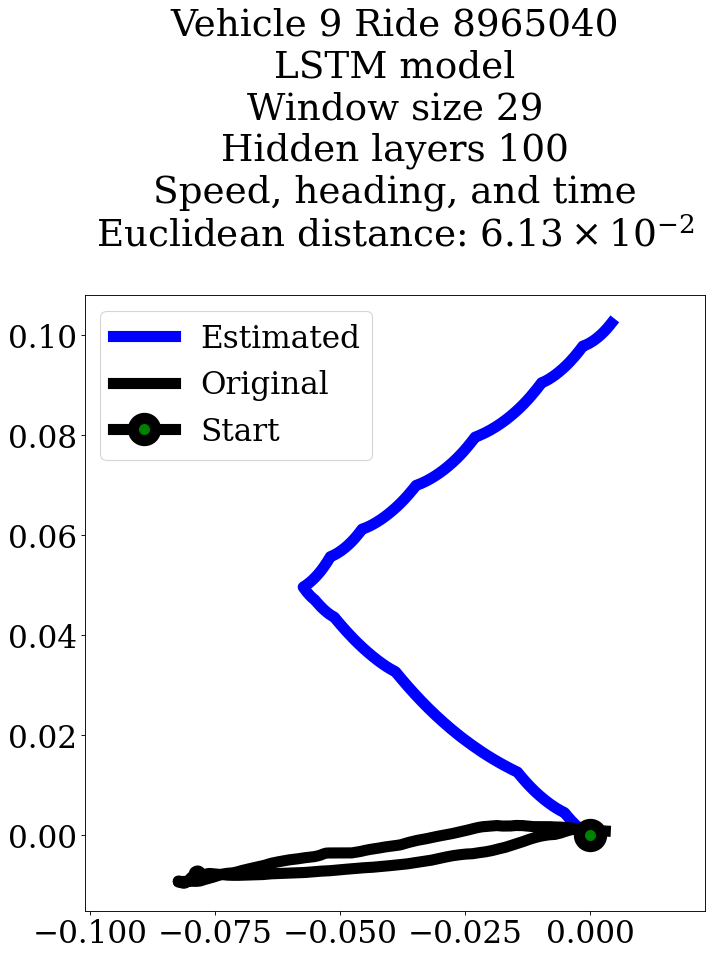 Vehicle 9 Ride 8965040
LSTM model
Window size 29
Hidden layers 100
Speed, heading, and time
Euclidean distance: 6.13 × 10⁻²
Estimated
Original
Start
0.10
0.08
0.06
0.04
0.02
0.00
−0.100 −0.075 −0.050 −0.025 0.000